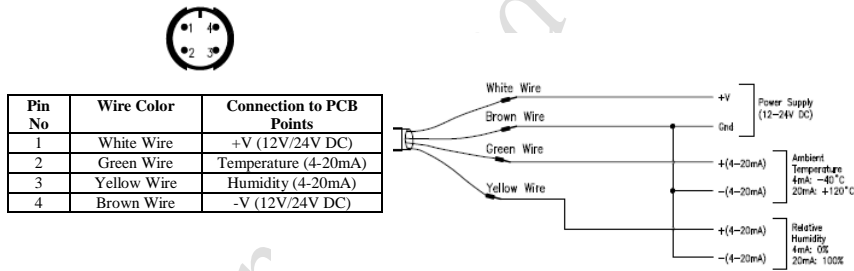 1 4
2 3
Pin No Wire Color Connection to PCB Points
1 White Wire +V (12V/24V DC)
2 Green Wire Temperature (4-20mA)
3 Yellow Wire Humidity (4-20mA)
4 Brown Wire -V (12V/24V DC)
White Wire
Brown Wire
Green Wire
Yellow Wire
+V
Gnd
Power Supply
(12-24V DC)
+(4-20mA)
-(4-20mA)
Ambient
Temperature
4mA: -40°C
20mA: +120°C
+(4-20mA)
-(4-20mA)
Relative
Humidity
4mA: 0%
20mA: 100%